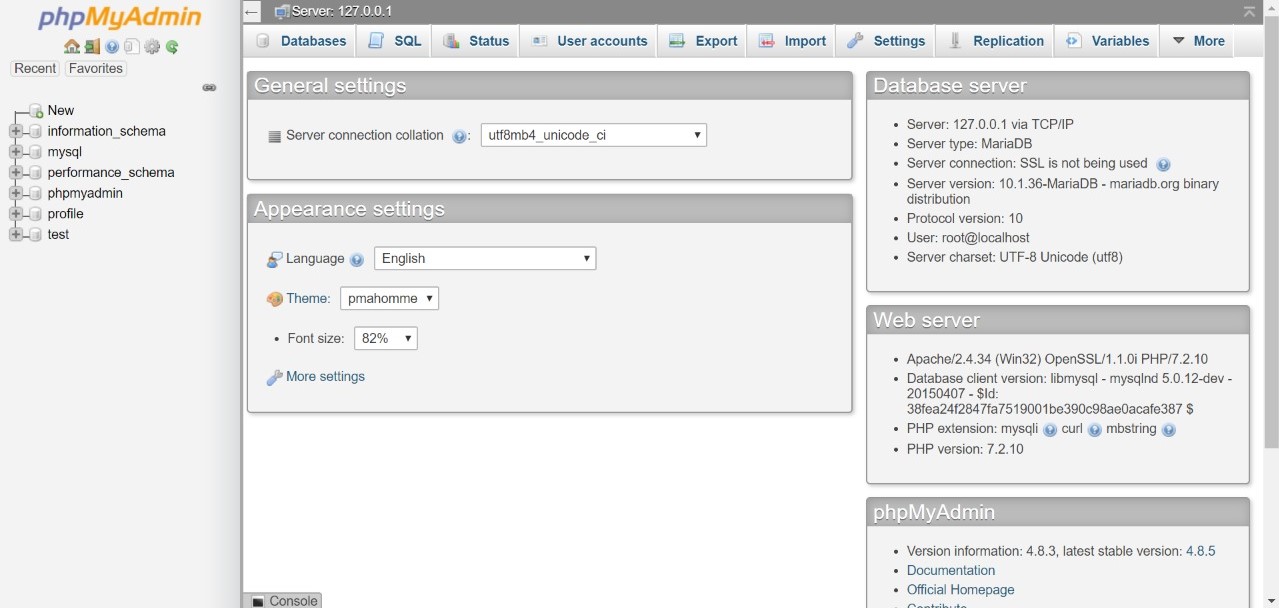 phpMyAdmin
Recent
Favorites
New
information_schema
mysql
performance_schema
phpmyadmin
profile
test
Server: 127.0.0.1
Databases
SQL
Status
User accounts
Export
Import
Settings
Replication
Variables
More
General settings
Server connection collation :
utf8mb4_unicode_ci
Appearance settings
Language
English
Theme:
pmahomme
• Font size:
82%
More settings
Database server
• Server: 127.0.0.1 via TCP/IP
• Server type: MariaDB
• Server connection: SSL is not being used
• Server version: 10.1.36-MariaDB - mariadb.org binary
distribution
• Protocol version: 10
• User: root@localhost
• Server charset: UTF-8 Unicode (utf8)
Web server
• Apache/2.4.34 (Win32) OpenSSL/1.1.0i PHP/7.2.10
• Database client version: libmysql - mysqlnd 5.0.12-dev -
20150407 - $Id:
38fea24f2847fa7519001be390c98ae0acafe387 $
• PHP extension: mysqli curl mbstring
• PHP version: 7.2.10
phpMyAdmin
• Version information: 4.8.3, latest stable version: 4.8.5
• Documentation
• Official Homepage
• Contribute
Console